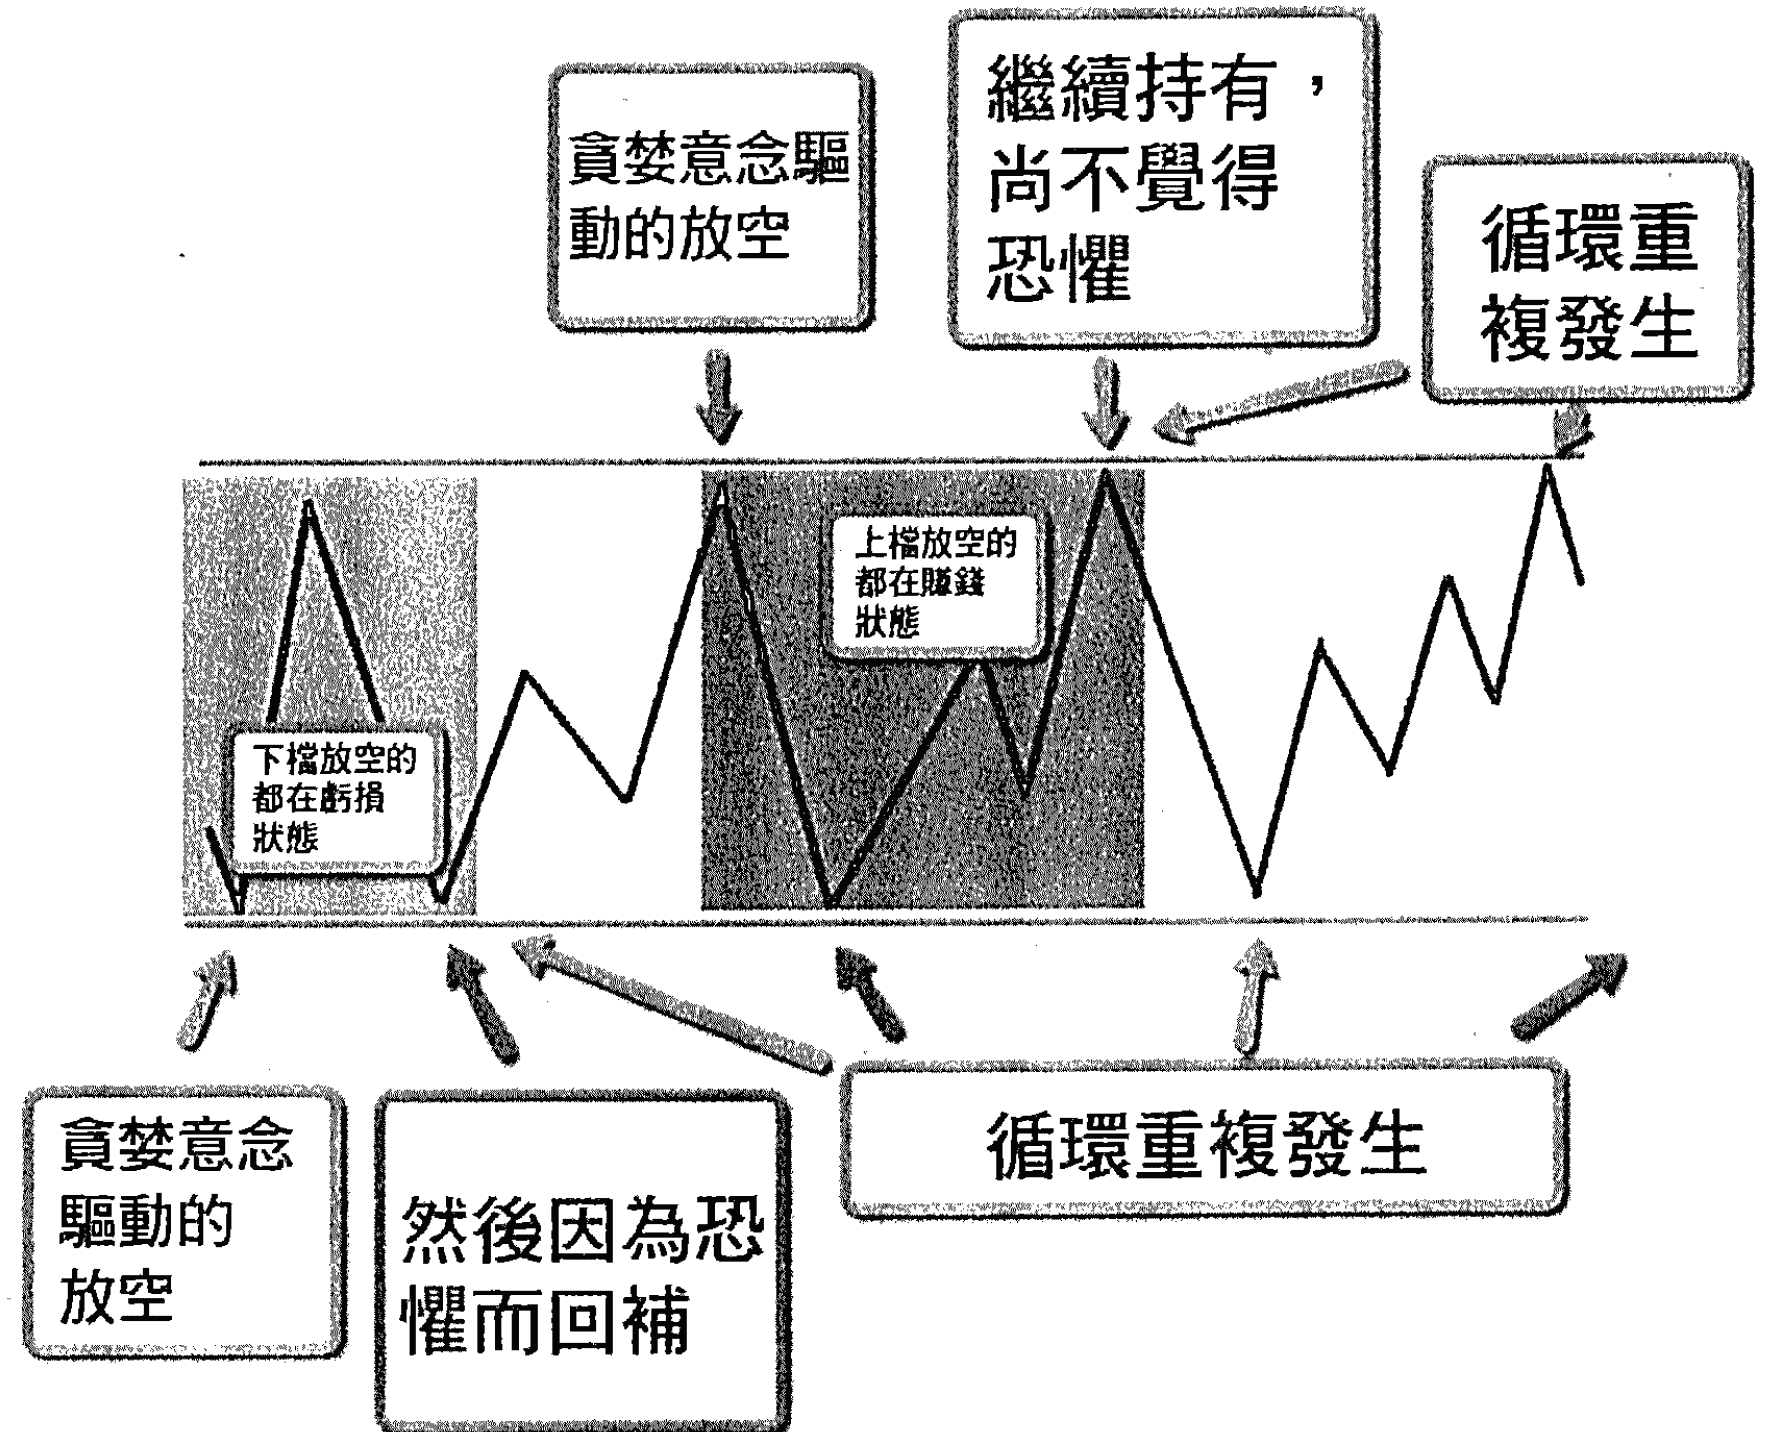 貪婪意念驅
動的放空
繼續持有，
尚不覺得
恐懼
循環重
複發生
上檔放空的
都在賺錢
狀態
下檔放空的
都在虧損
狀態
貪婪意念
驅動的
放空
然後因為恐
懼而回補
循環重複發生